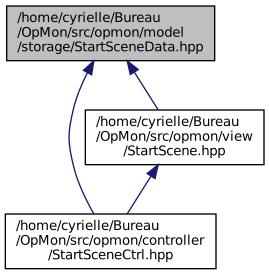 /home/cyrielle/Bureau
/OpMon/src/opmon/model
/storage/StartSceneData.hpp
/home/cyrielle/Bureau
/OpMon/src/opmon/view
/StartScene.hpp
/home/cyrielle/Bureau
/OpMon/src/opmon/controller
/StartSceneCtrl.hpp